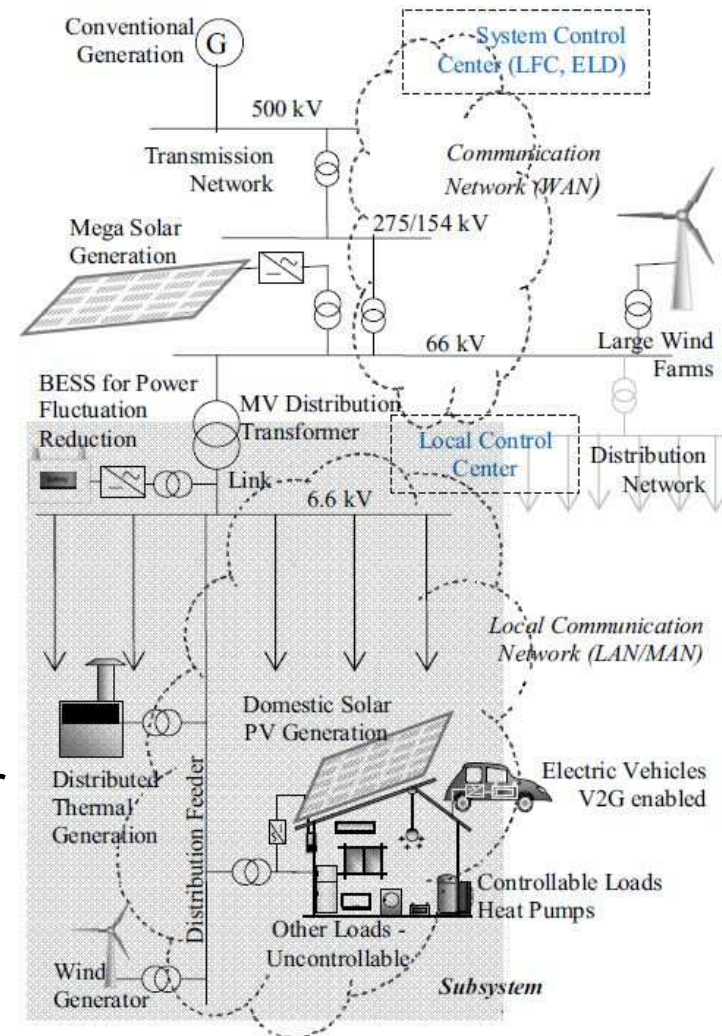 Conventional
Generation
G
System Control
Center (LFC, ELD)
500 kV
Transmission
Network
Communication
Network (WAN)
275/154 kV
Mega Solar
Generation
66 kV
Large Wind
Farms
BESS for Power
Fluctuation
Reduction
MV Distribution
Transformer
Local Control
Center
Distribution
Network
Link
6.6 kV
Local Communication
Network (LAN/MAN)
Domestic Solar
PV Generation
Distributed
Thermal
Generation
Electric Vehicles
V2G enabled
Distribution Feeder
Controllable Loads
Heat Pumps
Other Loads -
Uncontrollable
Wind
Generator
Subsystem